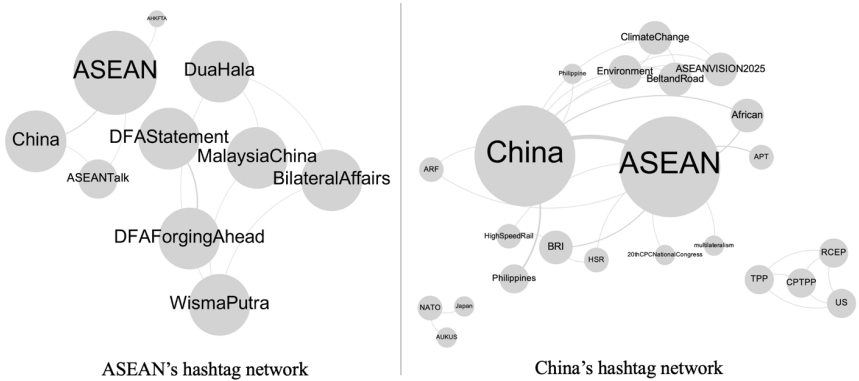 AHKFTA
ASEAN
DuaHala
China
DFAStatement
MalaysiaChina
ASEANTalk
BilateralAffairs
DFAForgingAhead
WismaPutra
ASEAN's hashtag network
ClimateChange
Philippine
Environment
ASEANVISION2025
BeltandRoad
African
China
ASEAN
APT
ARF
HighSpeedRail
BRI
multilateralism
HSR
20thCPCNationalCongress
Philippines
RCEP
TPP
CPTPP
US
NATO
Japan
AUKUS
China's hashtag network